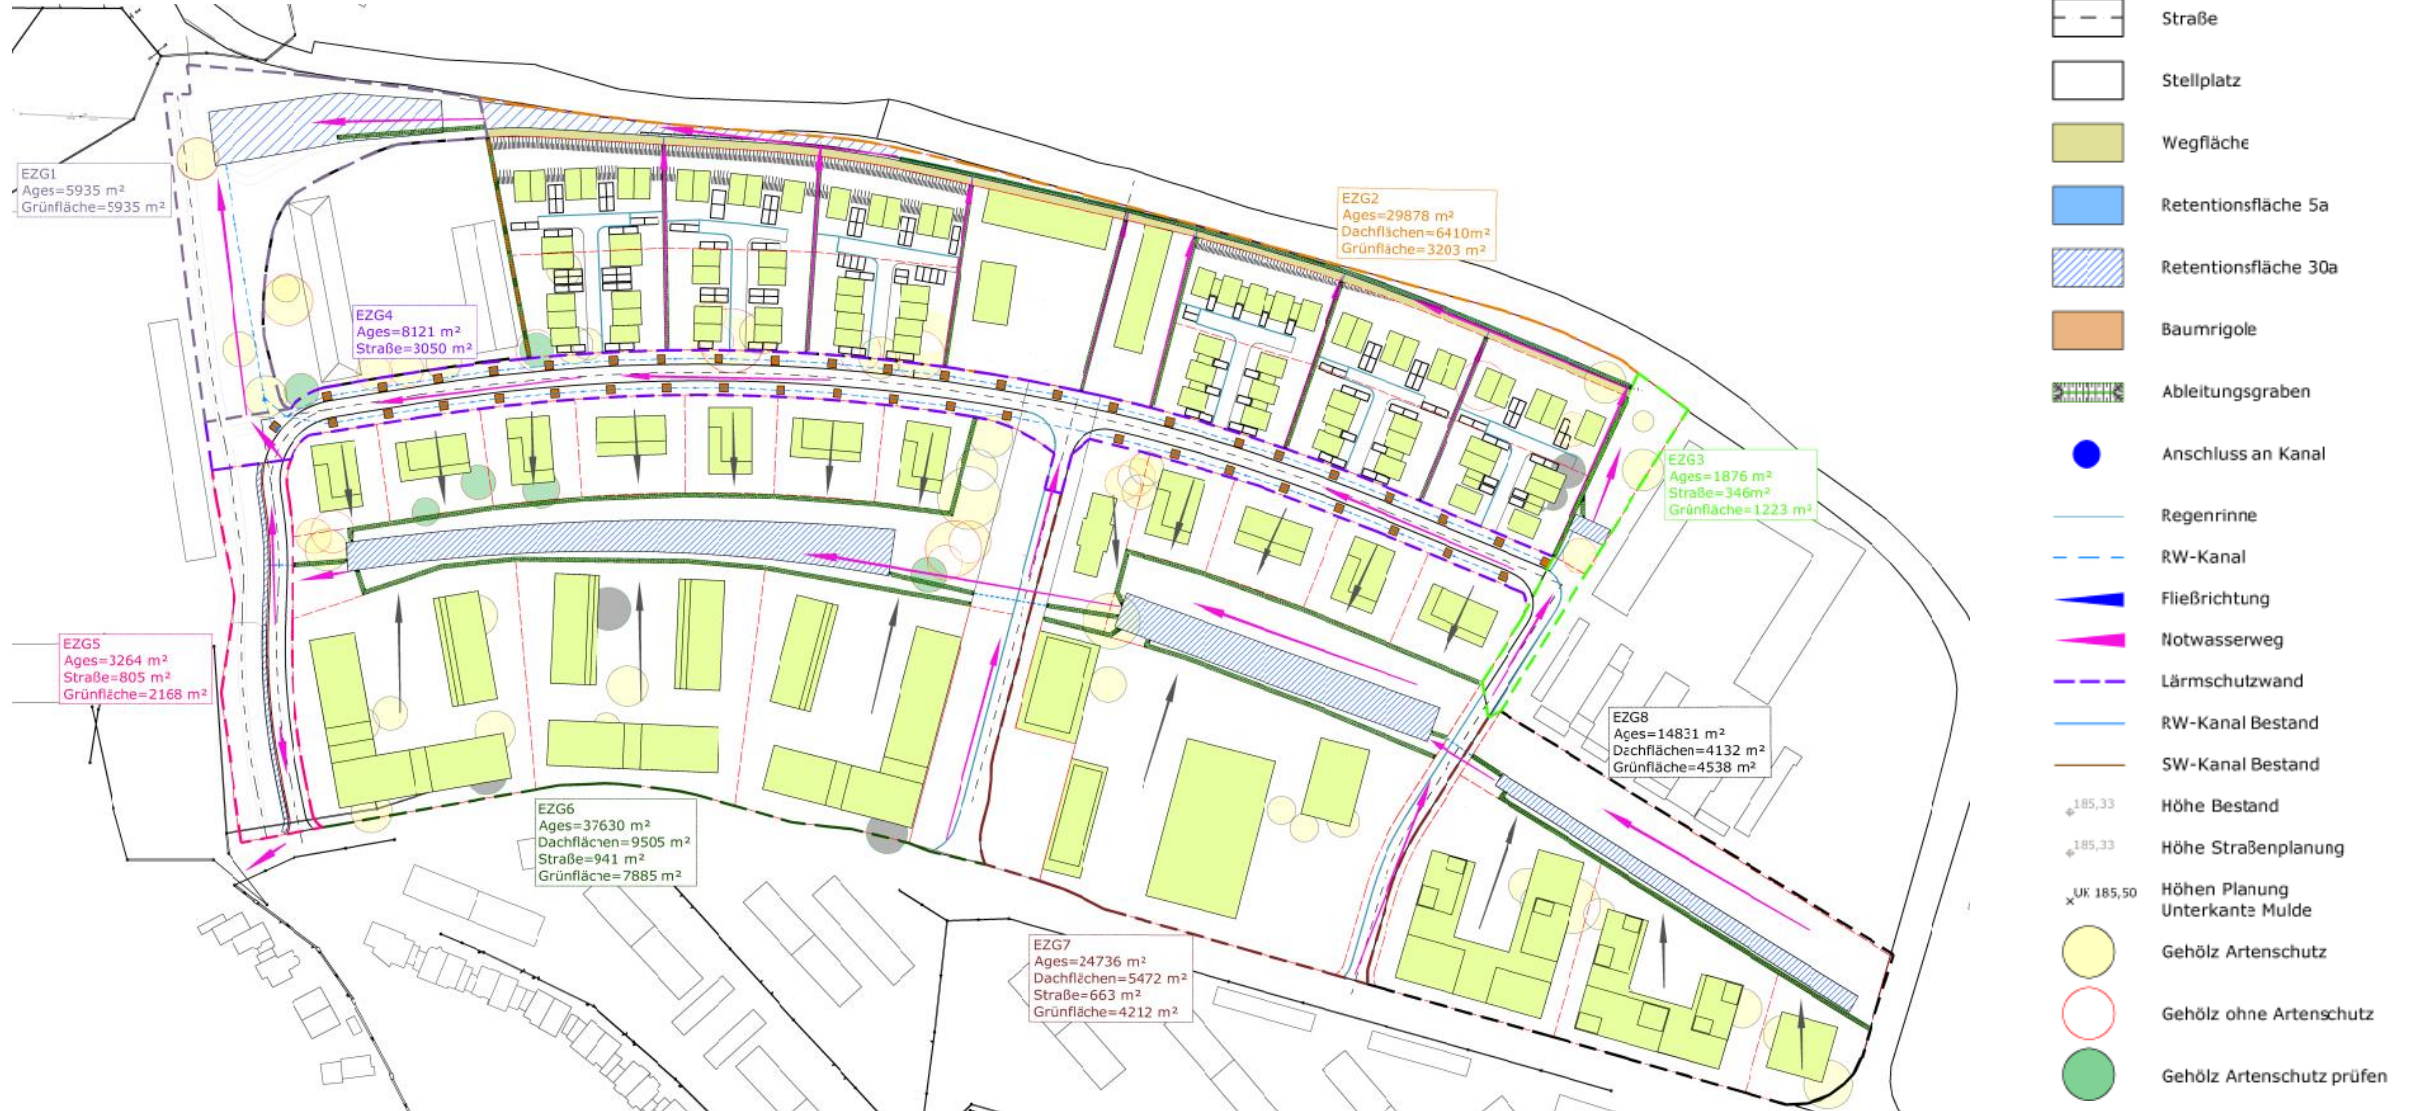 EZG1
Ages=5935 m²
Grünfläche=5935 m²
EZG2
Ages=29878 m²
Dachflächen=6410m²
Grünfläche=3203 m²
EZG4
Ages=8121 m²
Straße=3050 m²
EZG3
Ages=1876 m²
Straße=346m²
Grünfläche=1223 m²
EZG5
Ages=3264 m²
Straße=805 m²
Grünfläche=2168 m²
EZG8
Ages=14831 m²
Dachflächen=4132 m²
Grünfläche=4538 m²
EZG6
Ages=37630 m²
Dachflächen=9505 m²
Straße=941 m²
Grünfläche=7885 m²
EZG7
Ages=24736 m²
Dachflächen=5472 m²
Straße=663 m²
Grünfläche=4212 m²
Straße
Stellplatz
Wegfläche
Retentionsfläche 5a
Retentionsfläche 30a
Baumrigole
Ableitungsgraben
Anschluss an Kanal
Regenrinne
RW-Kanal
Fließrichtung
Notwasserweg
Lärmschutzwand
RW-Kanal Bestand
SW-Kanal Bestand
185,33 Höhe Bestand
185,33 Höhe Straßenplanung
UK 185,50 Höhen Planung
Unterkante Mulde
Gehölz Artenschutz
Gehölz ohne Artenschutz
Gehölz Artenschutz prüfen